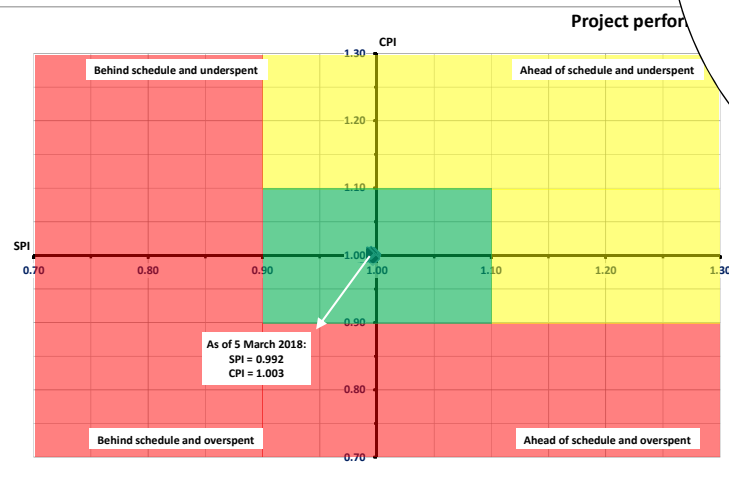 Project perfor
CPI
1.30
Behind schedule and underspent
Ahead of schedule and underspent
1.20
1.10
SPI
1.00
0.70
0.80
0.90
1.00
1.10
1.20
1.30
0.90
As of 5 March 2018:
SPI = 0.992
CPI = 1.003
0.80
Behind schedule and overspent
Ahead of schedule and overspent
0.70